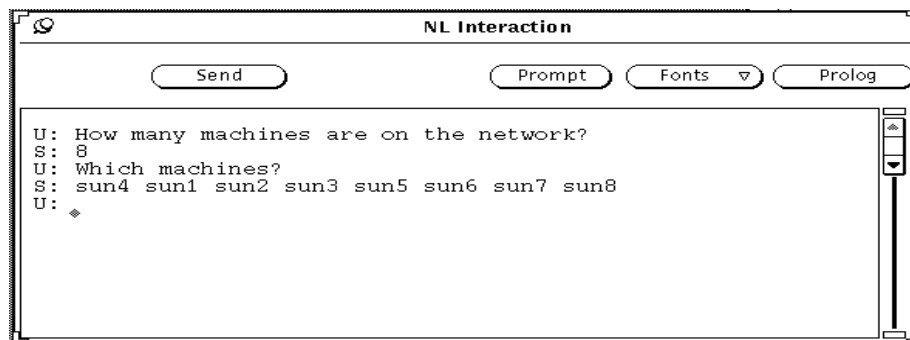 NL Interaction
Send Prompt Fonts Prolog
U: How many machines are on the network?
S: 8
U: Which machines?
S: sun4 sun1 sun2 sun3 sun5 sun6 sun7 sun8
U: